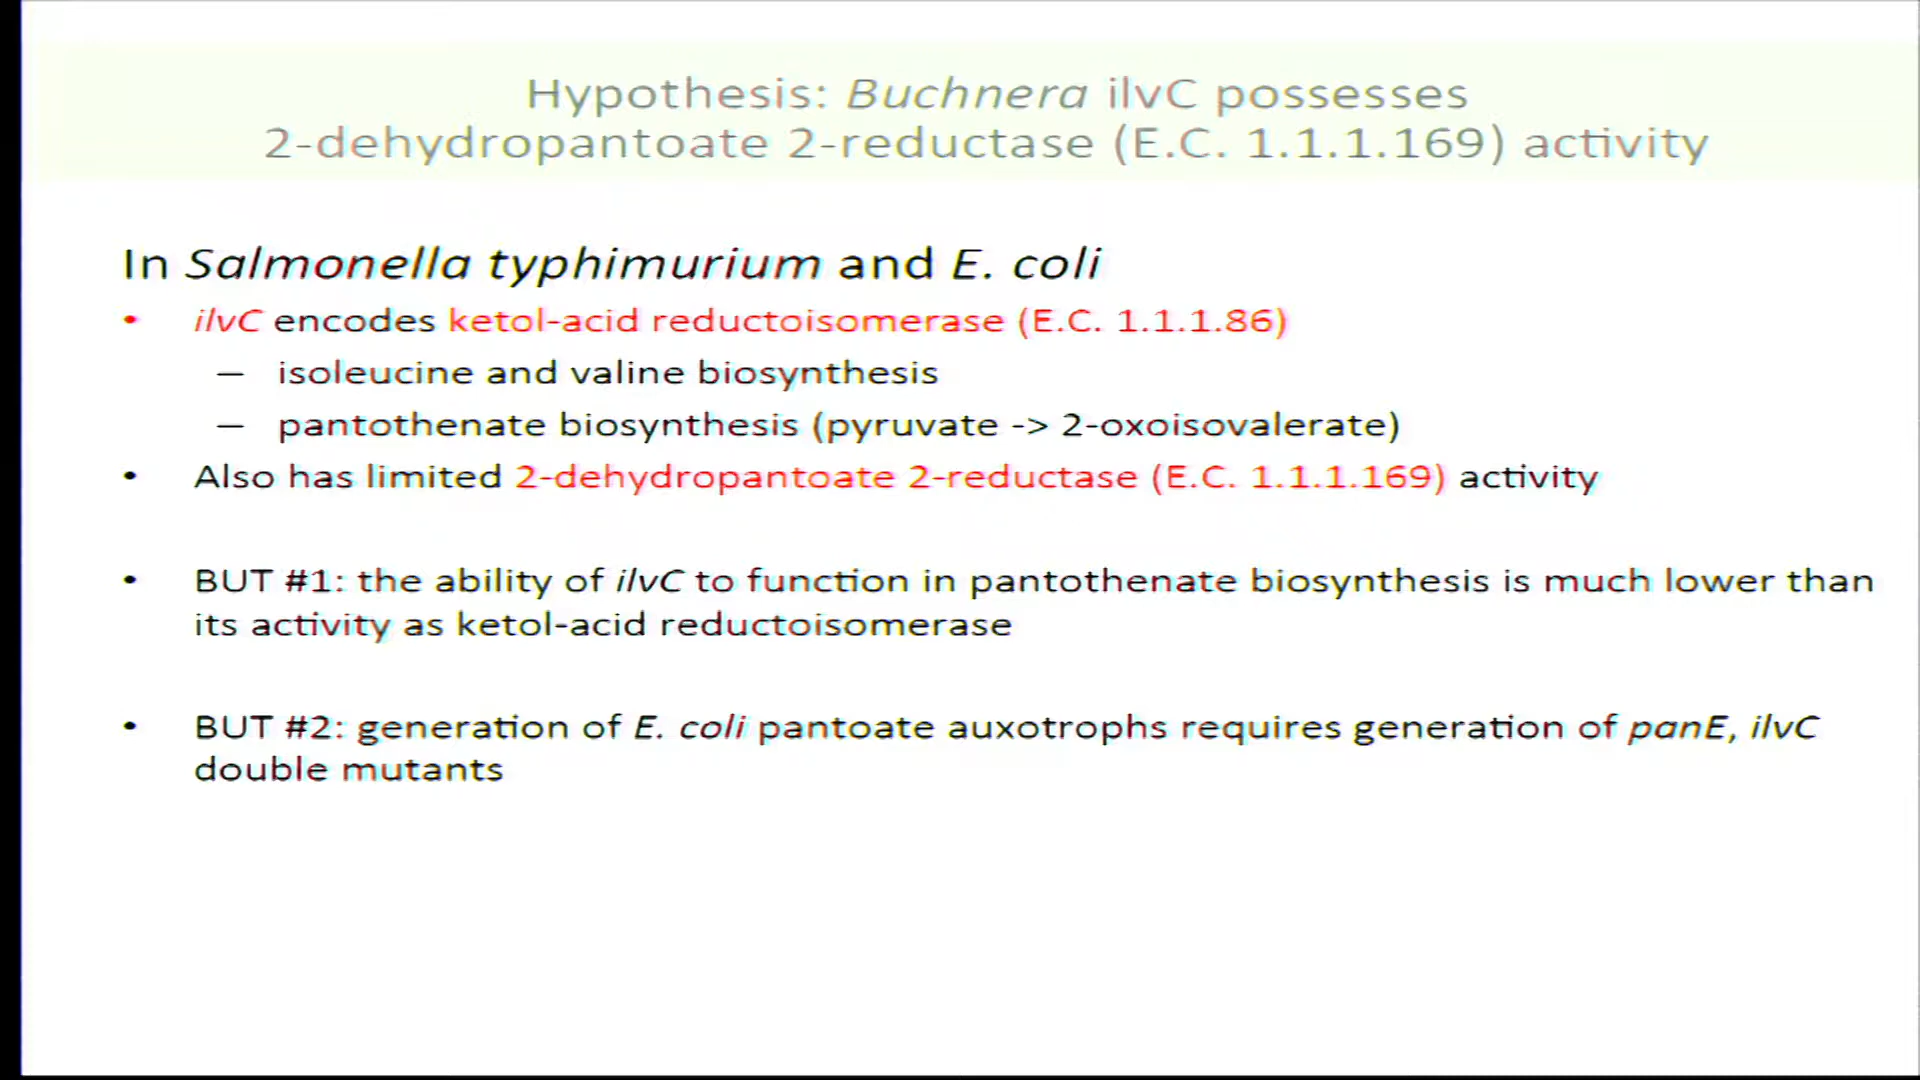 Hypothesis: Buchnera ilvC possesses
2-dehydropantoate 2-reductase (E.C. 1.1.1.169) activity
In Salmonella typhimurium and E. coli
• ilvC encodes ketol-acid reductoisomerase (E.C. 1.1.1.86)
– isoleucine and valine biosynthesis
– pantothenate biosynthesis (pyruvate -> 2-oxoisovalerate)
• Also has limited 2-dehydropantoate 2-reductase (E.C. 1.1.1.169) activity
• BUT #1: the ability of ilvC to function in pantothenate biosynthesis is much lower than
its activity as ketol-acid reductoisomerase
• BUT #2: generation of E. coli pantoate auxotrophs requires generation of panE, ilvC
double mutants